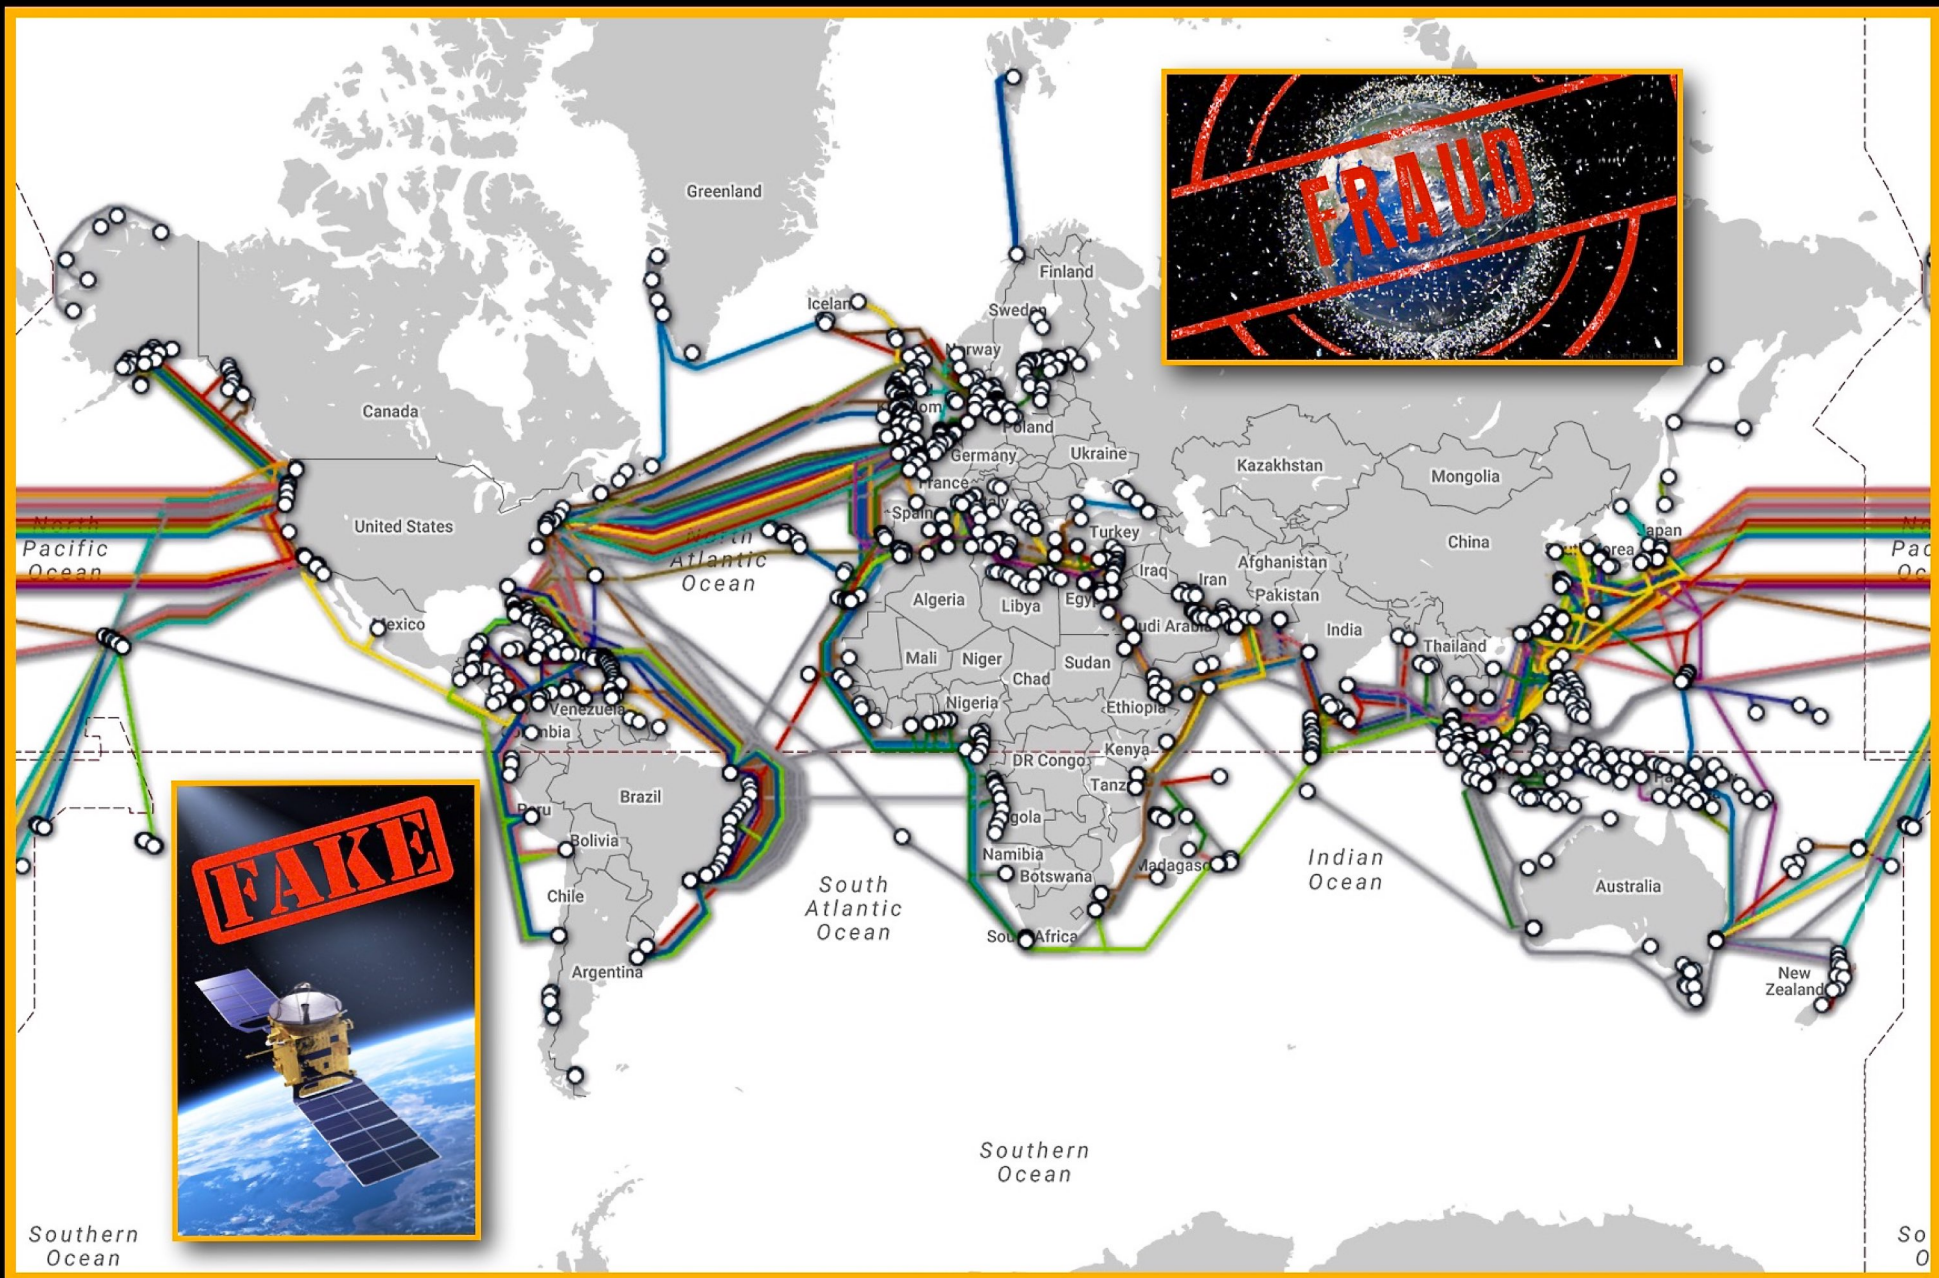 FRAUD
Greenland
Finland
Sweden
Norway
Canada
Poland
Germany
Ukraine
Kazakhstan
Mongolia
France
Spain
United States
North
Pacific
Ocean
North
Atlantic
Ocean
Turkey
China
Japan
Afghanistan
Iraq
Iran
Pakistan
Algeria
Libya
Mexico
India
Thailand
Mali
Niger
Chad
Sudan
Nigeria
Ethiopia
Venezuela
DR Congo
Kenya
Brazil
Bolivia
Namibia
Botswana
Chile
South
Atlantic
Ocean
Indian
Ocean
Australia
Argentina
New
Zealand
FAKE
Southern
Ocean
Southern
Ocean
So
O